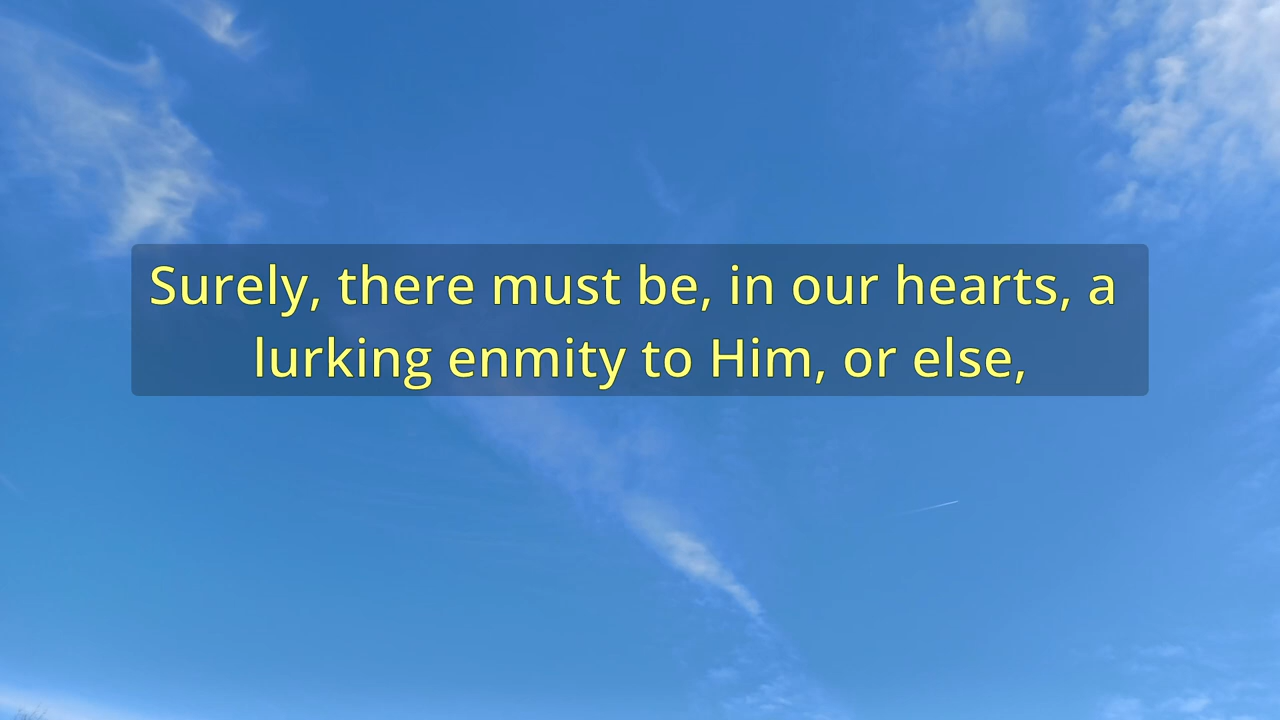 Surely, there must be, in our hearts, a
lurking enmity to Him, or else,